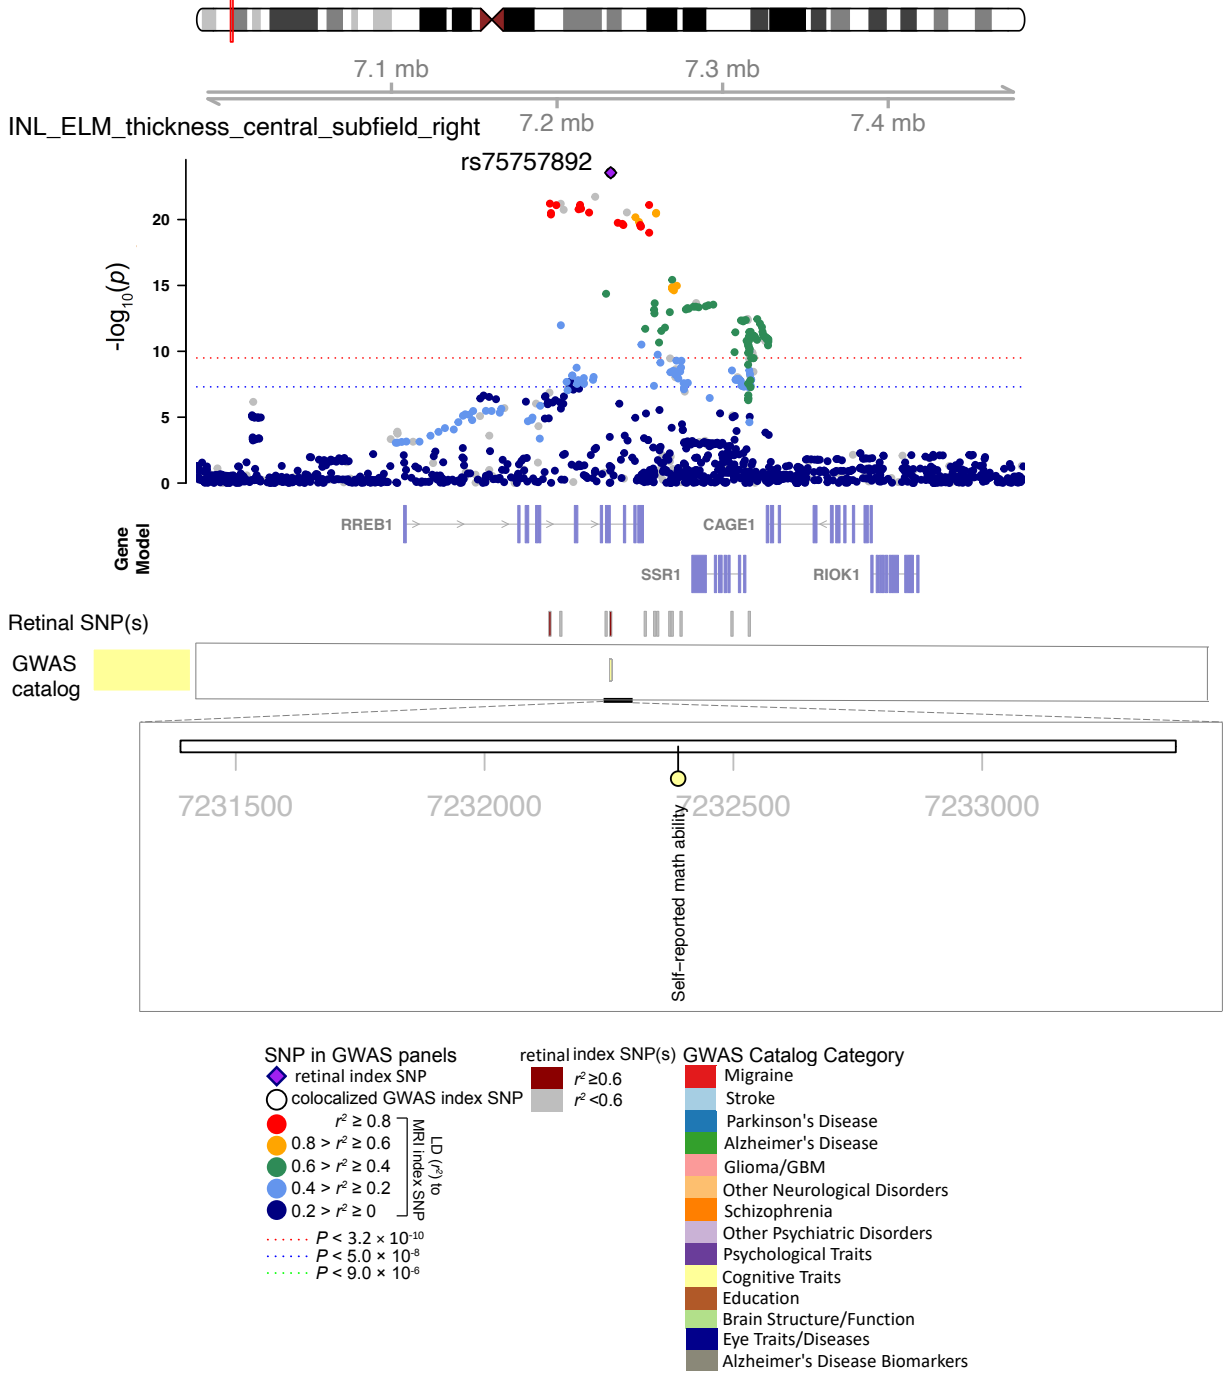 7.1 mb
7.3 mb
7.2 mb
7.4 mb
INL_ELM_thickness_central_subfield_right
rs75757892
-log10(p)
20
15
10
5
0
Gene
Model
RREB1
CAGE1
SSR1
RIOK1
Retinal SNP(s)
GWAS
catalog
7231500
7232000
7232500
7233000
Self−reported math ability
SNP in GWAS panels
retinal index SNP
colocalized GWAS index SNP
r² ≥ 0.8
0.8 > r² ≥ 0.6
0.6 > r² ≥ 0.4
0.4 > r² ≥ 0.2
0.2 > r² ≥ 0
LD (r²) to
MRI index SNP
P < 3.2 × 10⁻¹⁰
P < 5.0 × 10⁻⁸
P < 9.0 × 10⁻⁶
retinal index SNP(s)
r² ≥0.6
r² <0.6
GWAS Catalog Category
Migraine
Stroke
Parkinson's Disease
Alzheimer's Disease
Glioma/GBM
Other Neurological Disorders
Schizophrenia
Other Psychiatric Disorders
Psychological Traits
Cognitive Traits
Education
Brain Structure/Function
Eye Traits/Diseases
Alzheimer's Disease Biomarkers